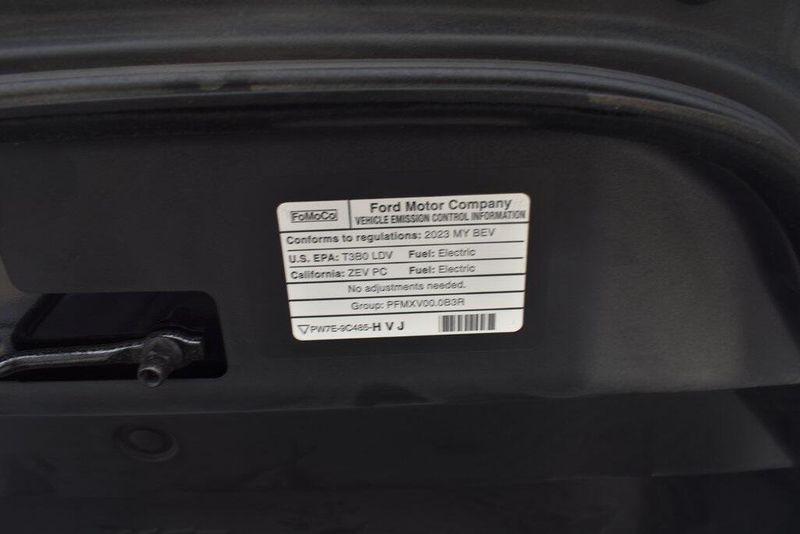 FoMoCo
Ford Motor Company
VEHICLE EMISSION CONTROL INFORMATION
Conforms to regulations: 2023 MY BEV
U.S. EPA: T3B0 LDV Fuel: Electric
California: ZEV PC Fuel: Electric
No adjustments needed.
Group: PFMXV00.0B3R
PW7E-9C485-HVJ